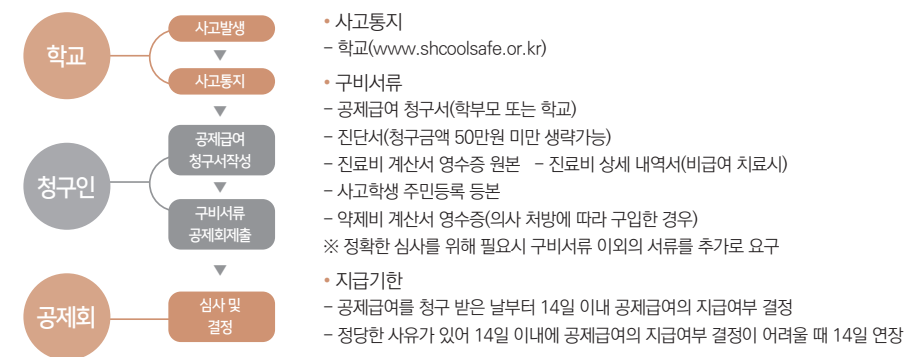 학교
사고발생
▼
사고통지
▼
청구인
공제급여
청구서작성
▼
구비서류
공제회제출
▼
공제회
심사 및
결정
• 사고통지
- 학교(www.shcoolsafe.or.kr)
• 구비서류
- 공제급여 청구서(학부모 또는 학교)
- 진단서(청구금액 50만원 미만 생략가능)
- 진료비 계산서 영수증 원본 - 진료비 상세 내역서(비급여 치료시)
- 사고학생 주민등록 등본
- 약제비 계산서 영수증(의사 처방에 따라 구입한 경우)
※ 정확한 심사를 위해 필요시 구비서류 이외의 서류를 추가로 요구
• 지급기한
- 공제급여를 청구 받은 날부터 14일 이내 공제급여의 지급여부 결정
- 정당한 사유가 있어 14일 이내에 공제급여의 지급여부 결정이 어려울 때 14일 연장